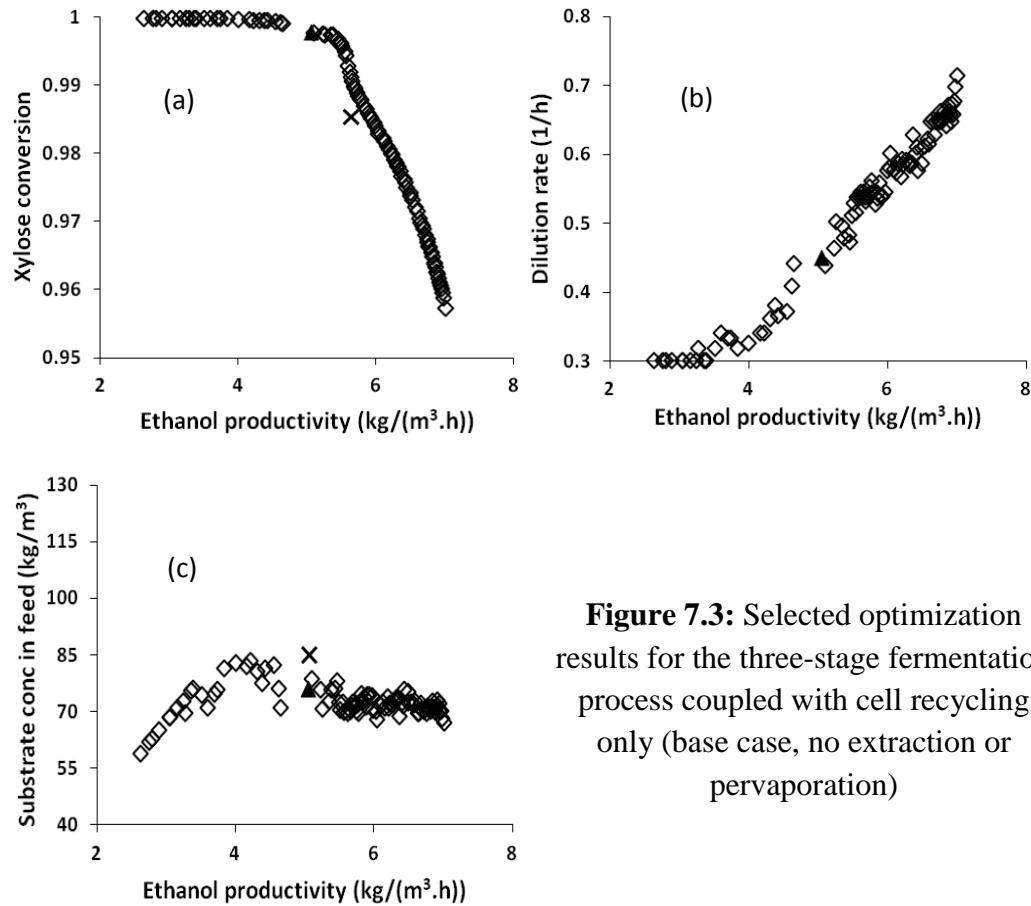 1
0.99
0.98
0.97
0.96
0.95
Xylose conversion
(a)
2 4 6 8
Ethanol productivity (kg/(m³.h))
0.8
0.7
0.6
0.5
0.4
0.3
Dilution rate (1/h)
(b)
2 4 6 8
Ethanol productivity (kg/(m³.h))
130
115
100
85
70
55
40
Substrate conc in feed (kg/m³)
(c)
2 4 6 8
Ethanol productivity (kg/(m³.h))
Figure 7.3: Selected optimization
results for the three-stage fermentatio
process coupled with cell recycling
only (base case, no extraction or
pervaporation)